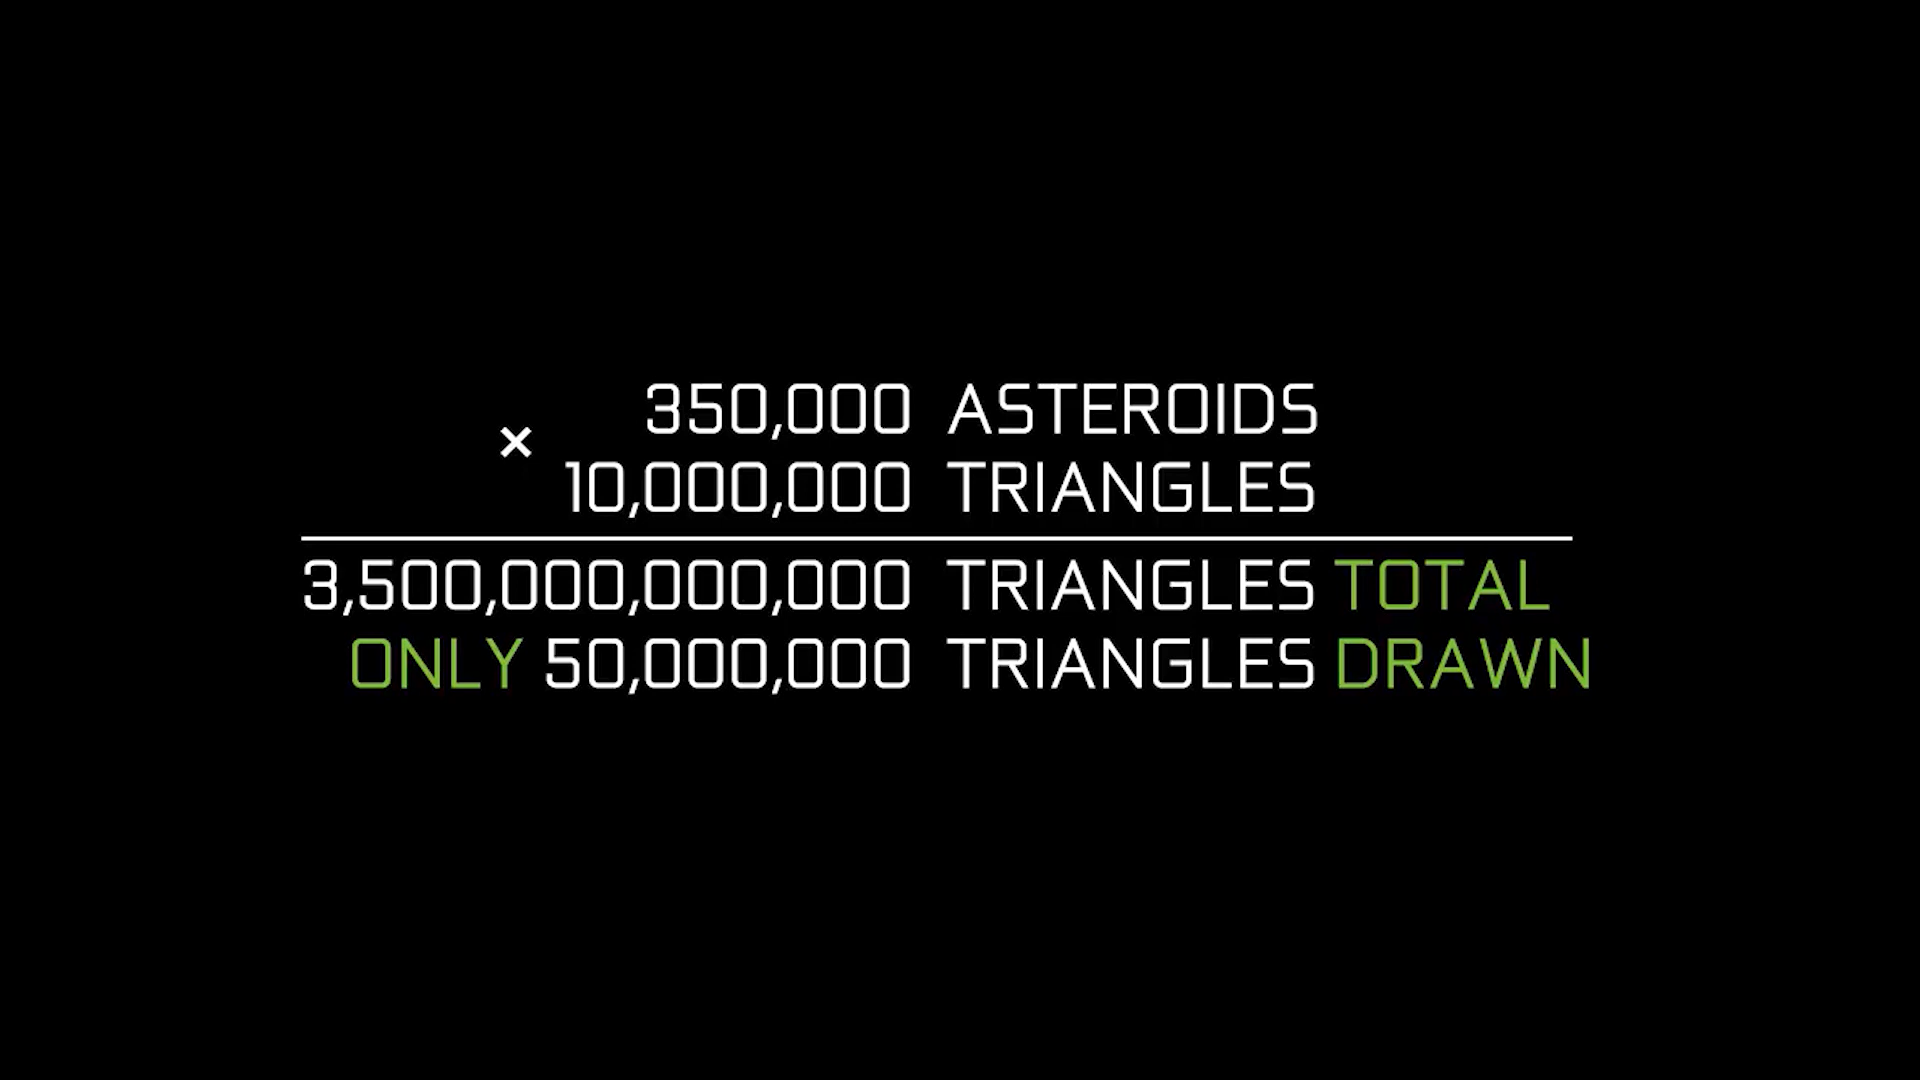 350,000 ASTEROIDS
×
10,000,000 TRIANGLES
3,500,000,000,000 TRIANGLES TOTAL
ONLY 50,000,000 TRIANGLES DRAWN